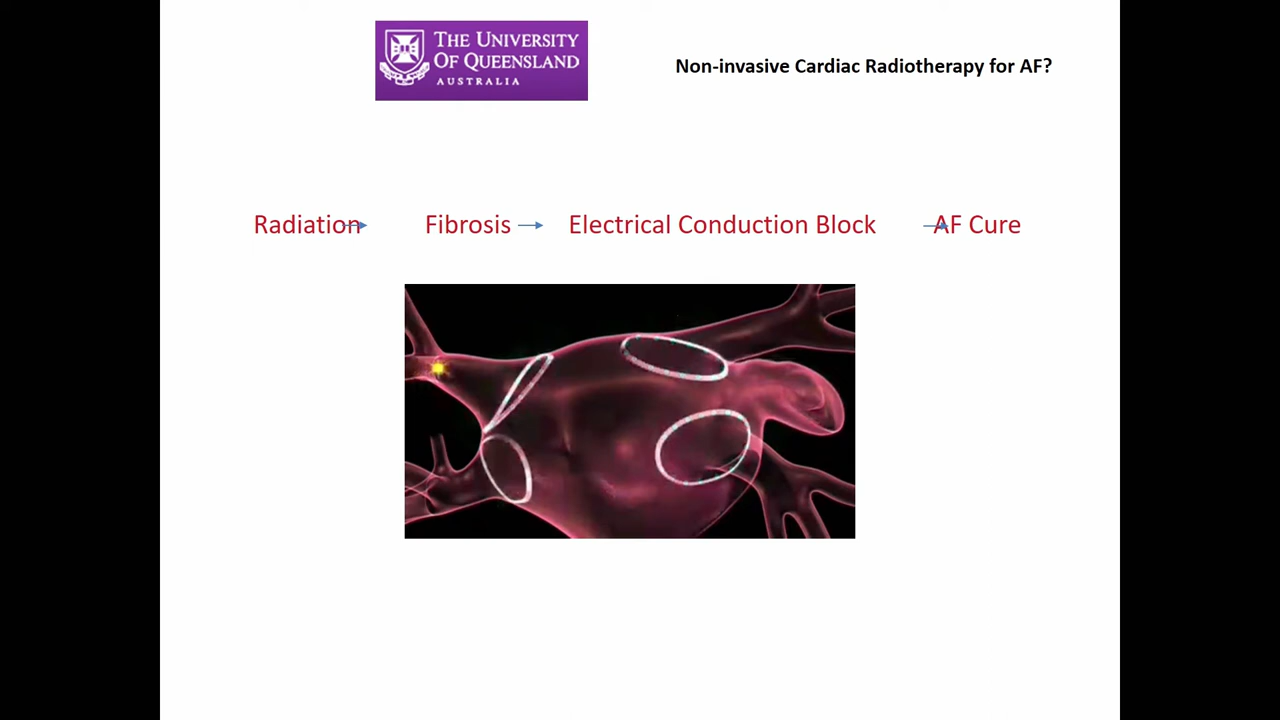 THE UNIVERSITY
OF QUEENSLAND
AUSTRALIA
Non-invasive Cardiac Radiotherapy for AF?
Radiation Fibrosis Electrical Conduction Block AF Cure